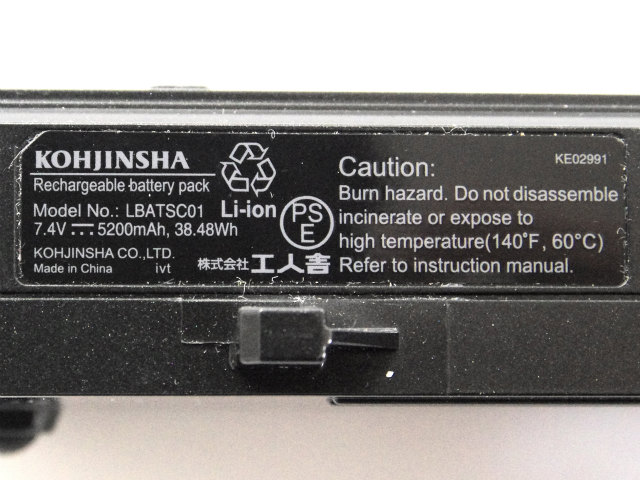 KOHJINSHA
Rechargeable battery pack
Model No.: LBATSC01
7.4V ⎓ 5200mAh, 38.48Wh
KOHJINSHA CO.,LTD.
Made in China ivt
Li-ion
PS
E
株式会社 工人舎
Caution:
KE02991
Burn hazard. Do not disassemble
incinerate or expose to
high temperature(140°F, 60°C)
Refer to instruction manual.